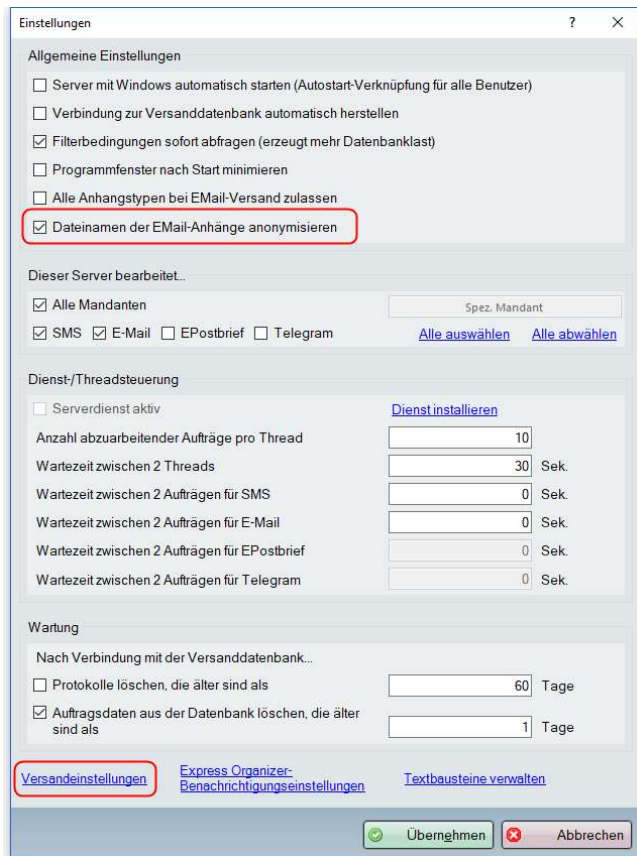 Einstellungen ? X
Allgemeine Einstellungen
Server mit Windows automatisch starten (Autostart-Verknüpfung für alle Benutzer)
Verbindung zur Versanddatenbank automatisch herstellen
Filterbedingungen sofort abfragen (erzeugt mehr Datenbanklast)
Programmfenster nach Start minimieren
Alle Anhangstypen bei EMail-Versand zulassen
Dateinamen der EMail-Anhänge anonymisieren
Dieser Server bearbeitet...
Alle Mandanten Spez. Mandant
SMS E-Mail EPostbrief Telegram Alle auswählen Alle abwählen
Dienst-/Threadsteuerung
Serverdienst aktiv Dienst installieren
Anzahl abzuarbeitender Aufträge pro Thread 10
Wartezeit zwischen 2 Threads 30 Sek.
Wartezeit zwischen 2 Aufträgen für SMS 0 Sek.
Wartezeit zwischen 2 Aufträgen für E-Mail 0 Sek.
Wartezeit zwischen 2 Aufträgen für EPostbrief 0 Sek.
Wartezeit zwischen 2 Aufträgen für Telegram 0 Sek.
Wartung
Nach Verbindung mit der Versanddatenbank...
Protokolle löschen, die älter sind als 60 Tage
Auftragsdaten aus der Datenbank löschen, die älter
sind als 1 Tage
Versandeinstellungen
Express Organizer-
Benachrichtigungseinstellungen
Textbausteine verwalten
Übernehmen Abbrechen